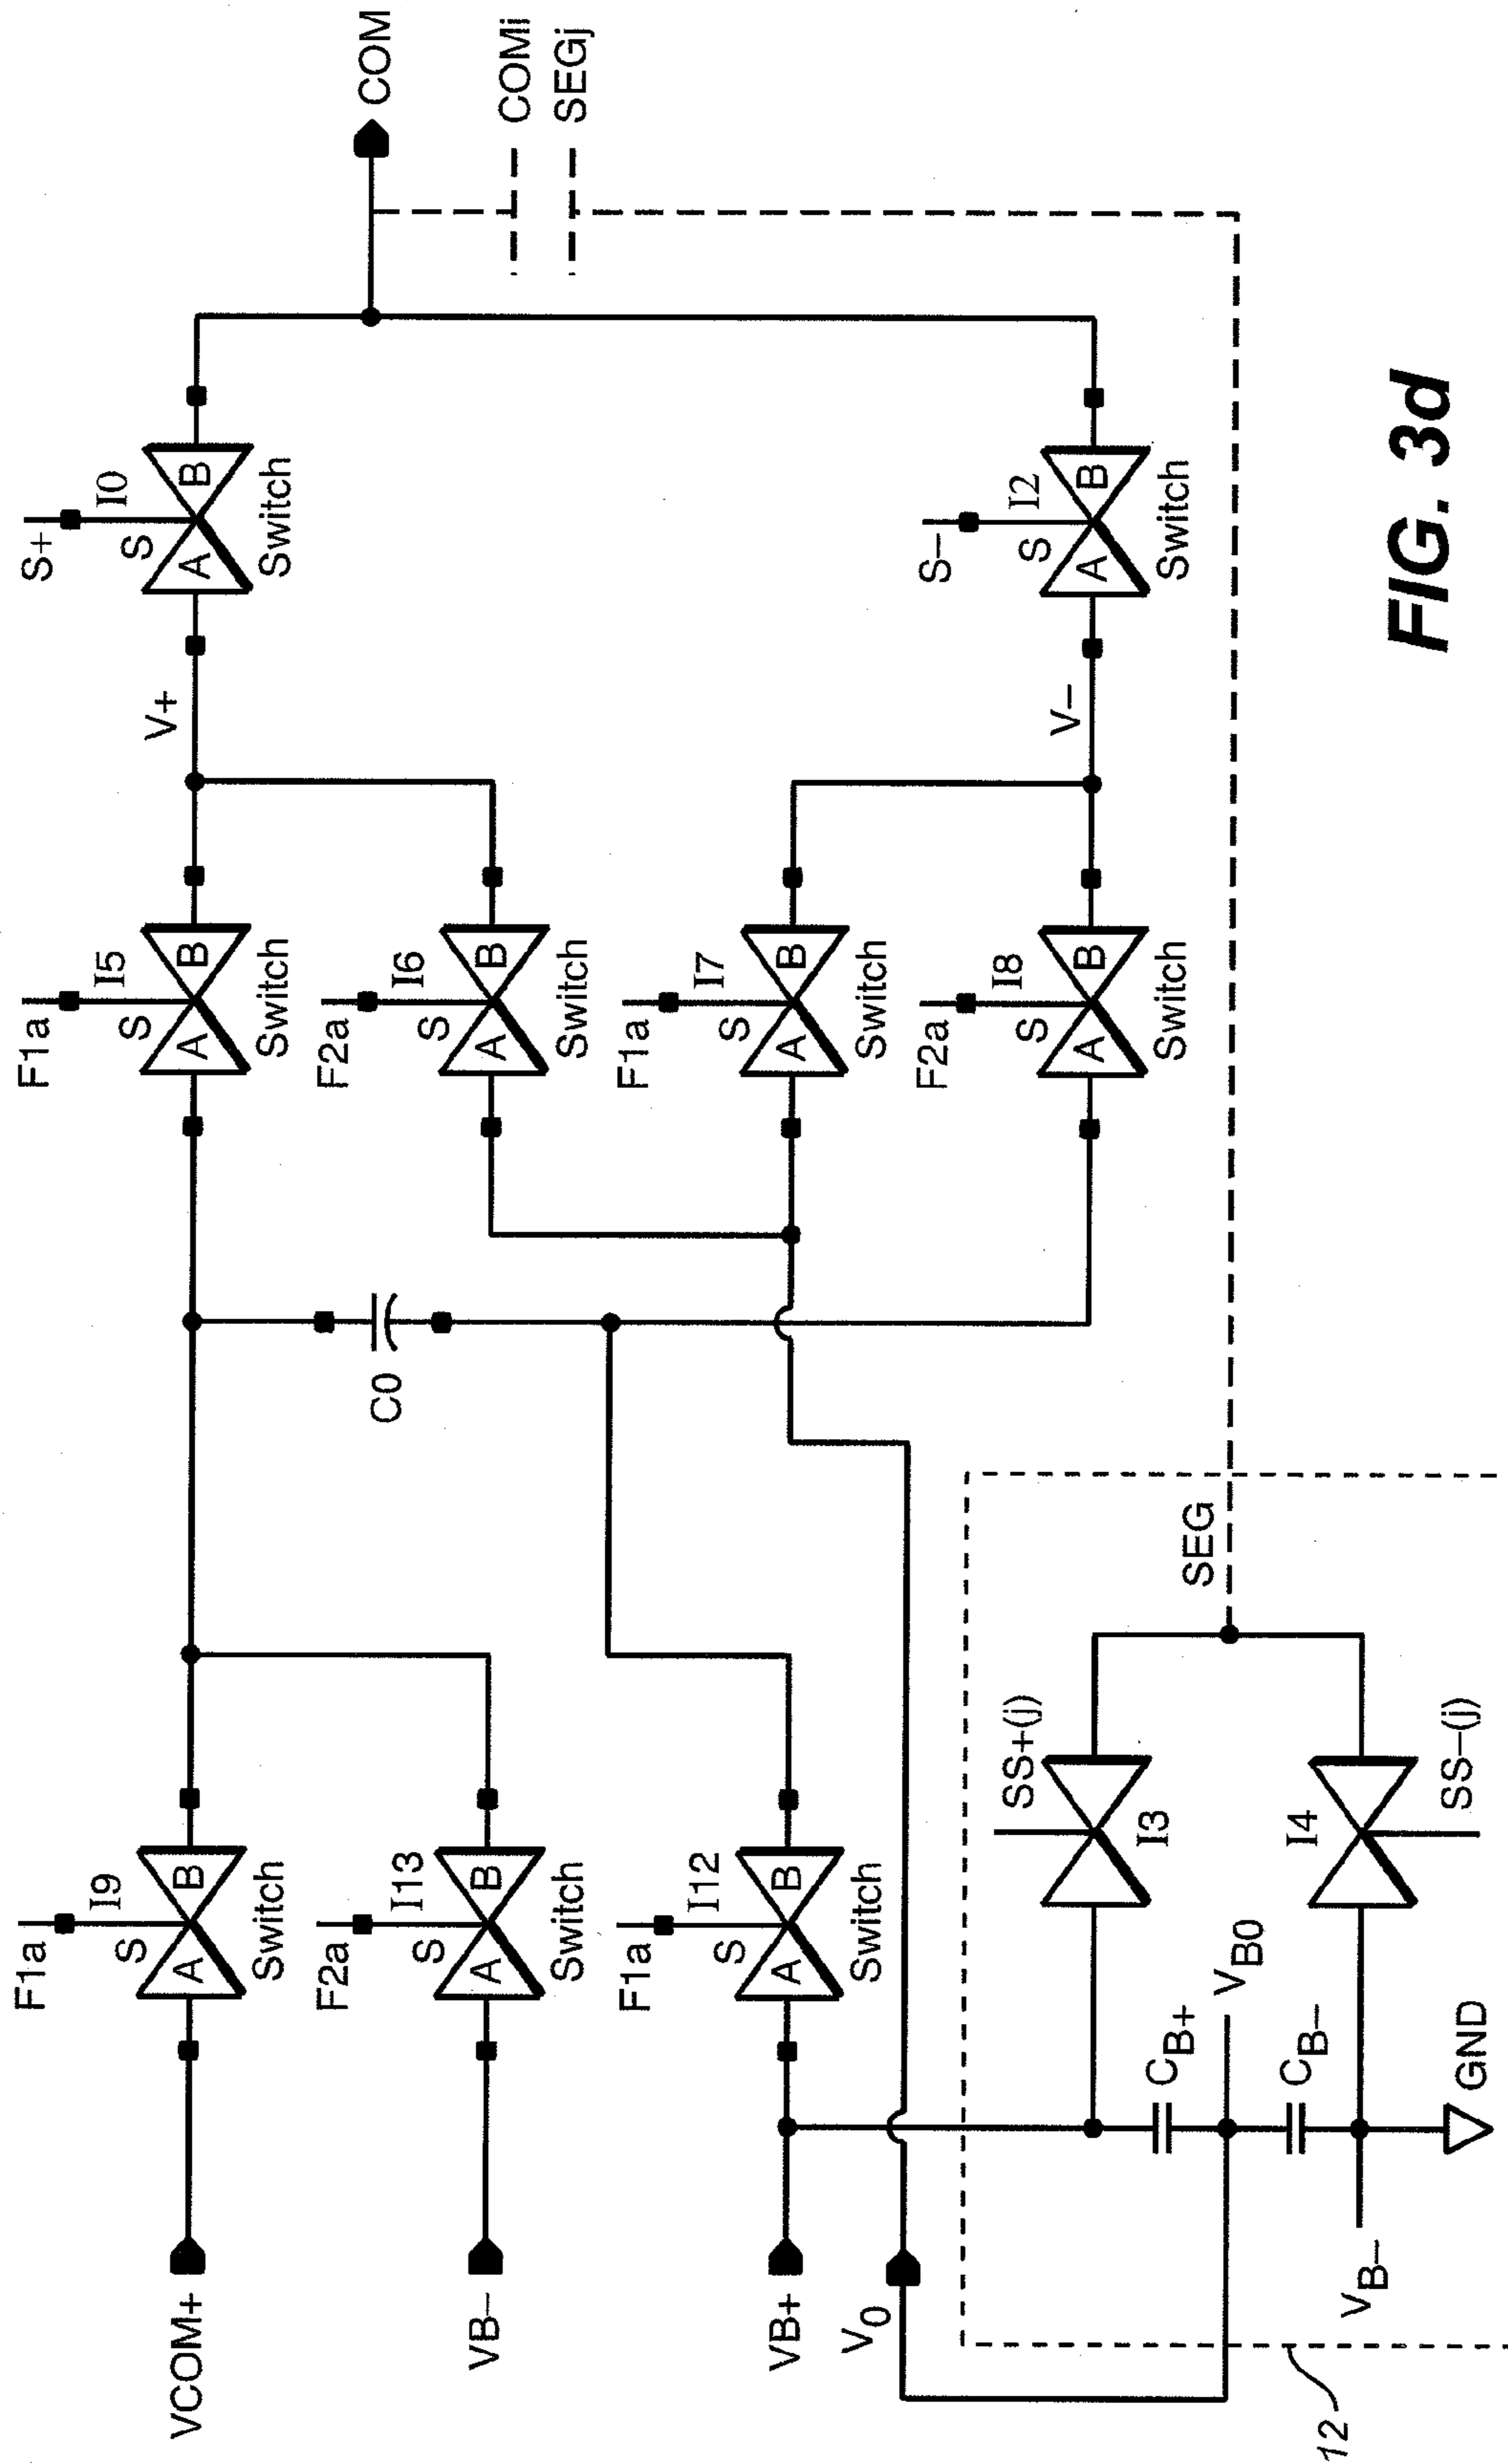 S+
I0
S
A
B
Switch
COM
COMi
SEGj
F1a
I9
S
A
B
Switch
VCOM+
F1a
I5
S
A
B
Switch
V+
F2a
I13
S
A
B
Switch
VB–
C0
F2a
I6
S
A
B
Switch
F1a
I12
S
A
B
Switch
VB+
F1a
I7
S
A
B
Switch
V0
F2a
I8
S
A
B
Switch
V–
S–
I2
S
A
B
Switch
SS+(j)
I3
CB+
VB0
SEG
CB–
I4
SS–(j)
VB–
GND
12
FIG. 3d